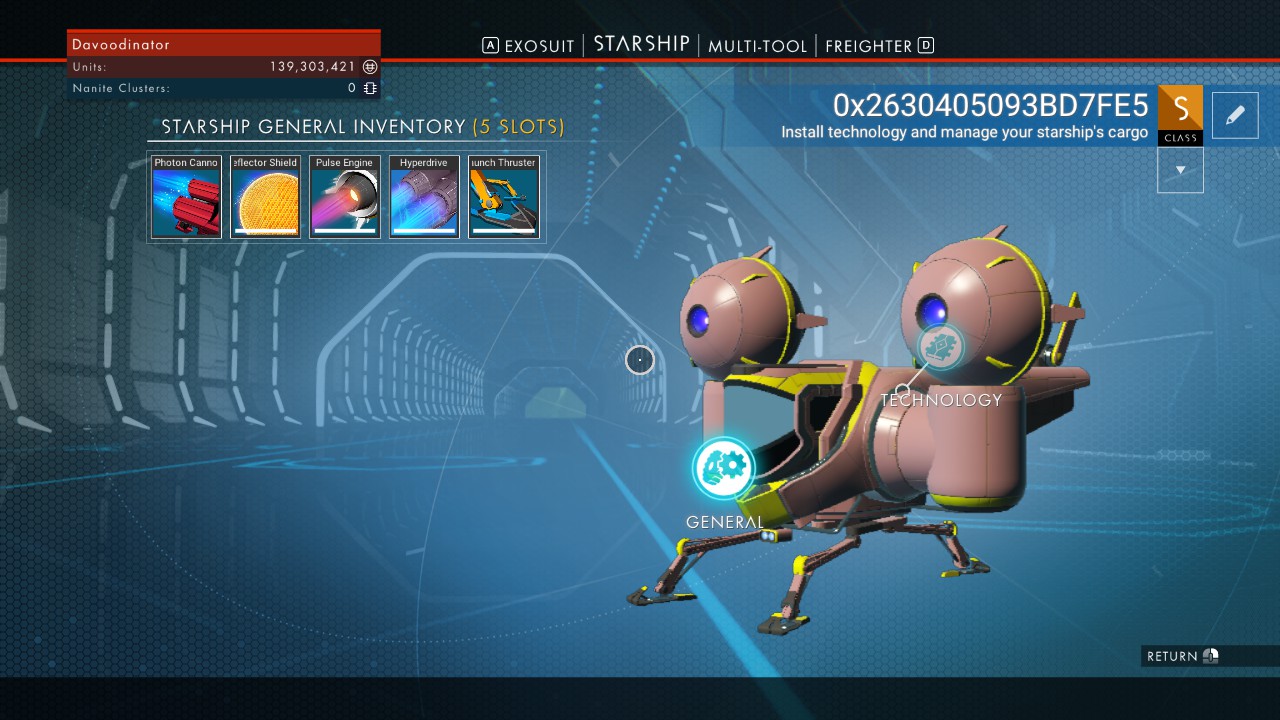 Davoodinator
Units: 139,303,421
Nanite Clusters: 0
A EXOSUIT STARSHIP MULTI-TOOL FREIGHTER D
0x2630405093BD7FE5
Install technology and manage your starship's cargo
S
CLASS
STARSHIP GENERAL INVENTORY (5 SLOTS)
Photon Canno eflector Shield Pulse Engine Hyperdrive unch Thruster
TECHNOLOGY
GENERAL
RETURN